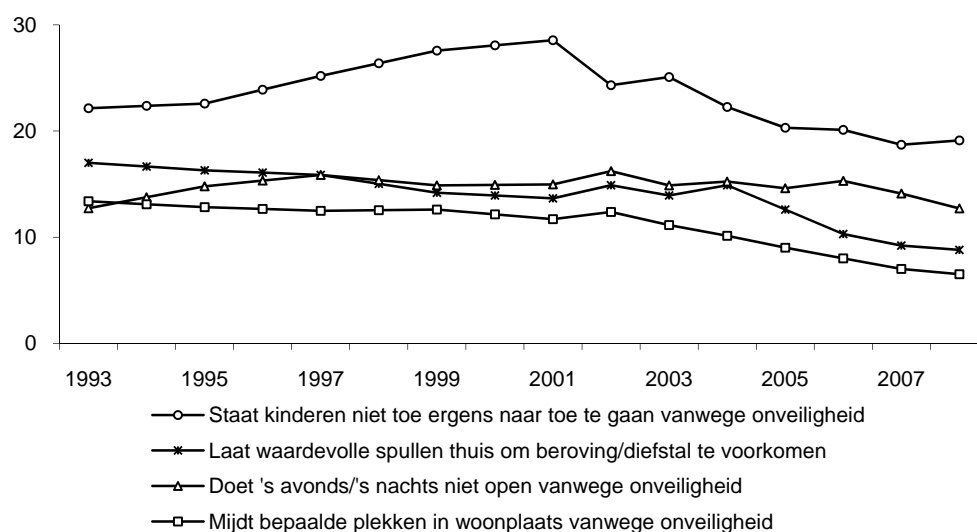 30
20
10
0
1993 1995 1997 1999 2001 2003 2005 2007
Staat kinderen niet toe ergens naar toe te gaan vanwege onveiligheid
Laat waardevolle spullen thuis om beroving/diefstal te voorkomen
Doet 's avonds/'s nachts niet open vanwege onveiligheid
Mijdt bepaalde plekken in woonplaats vanwege onveiligheid